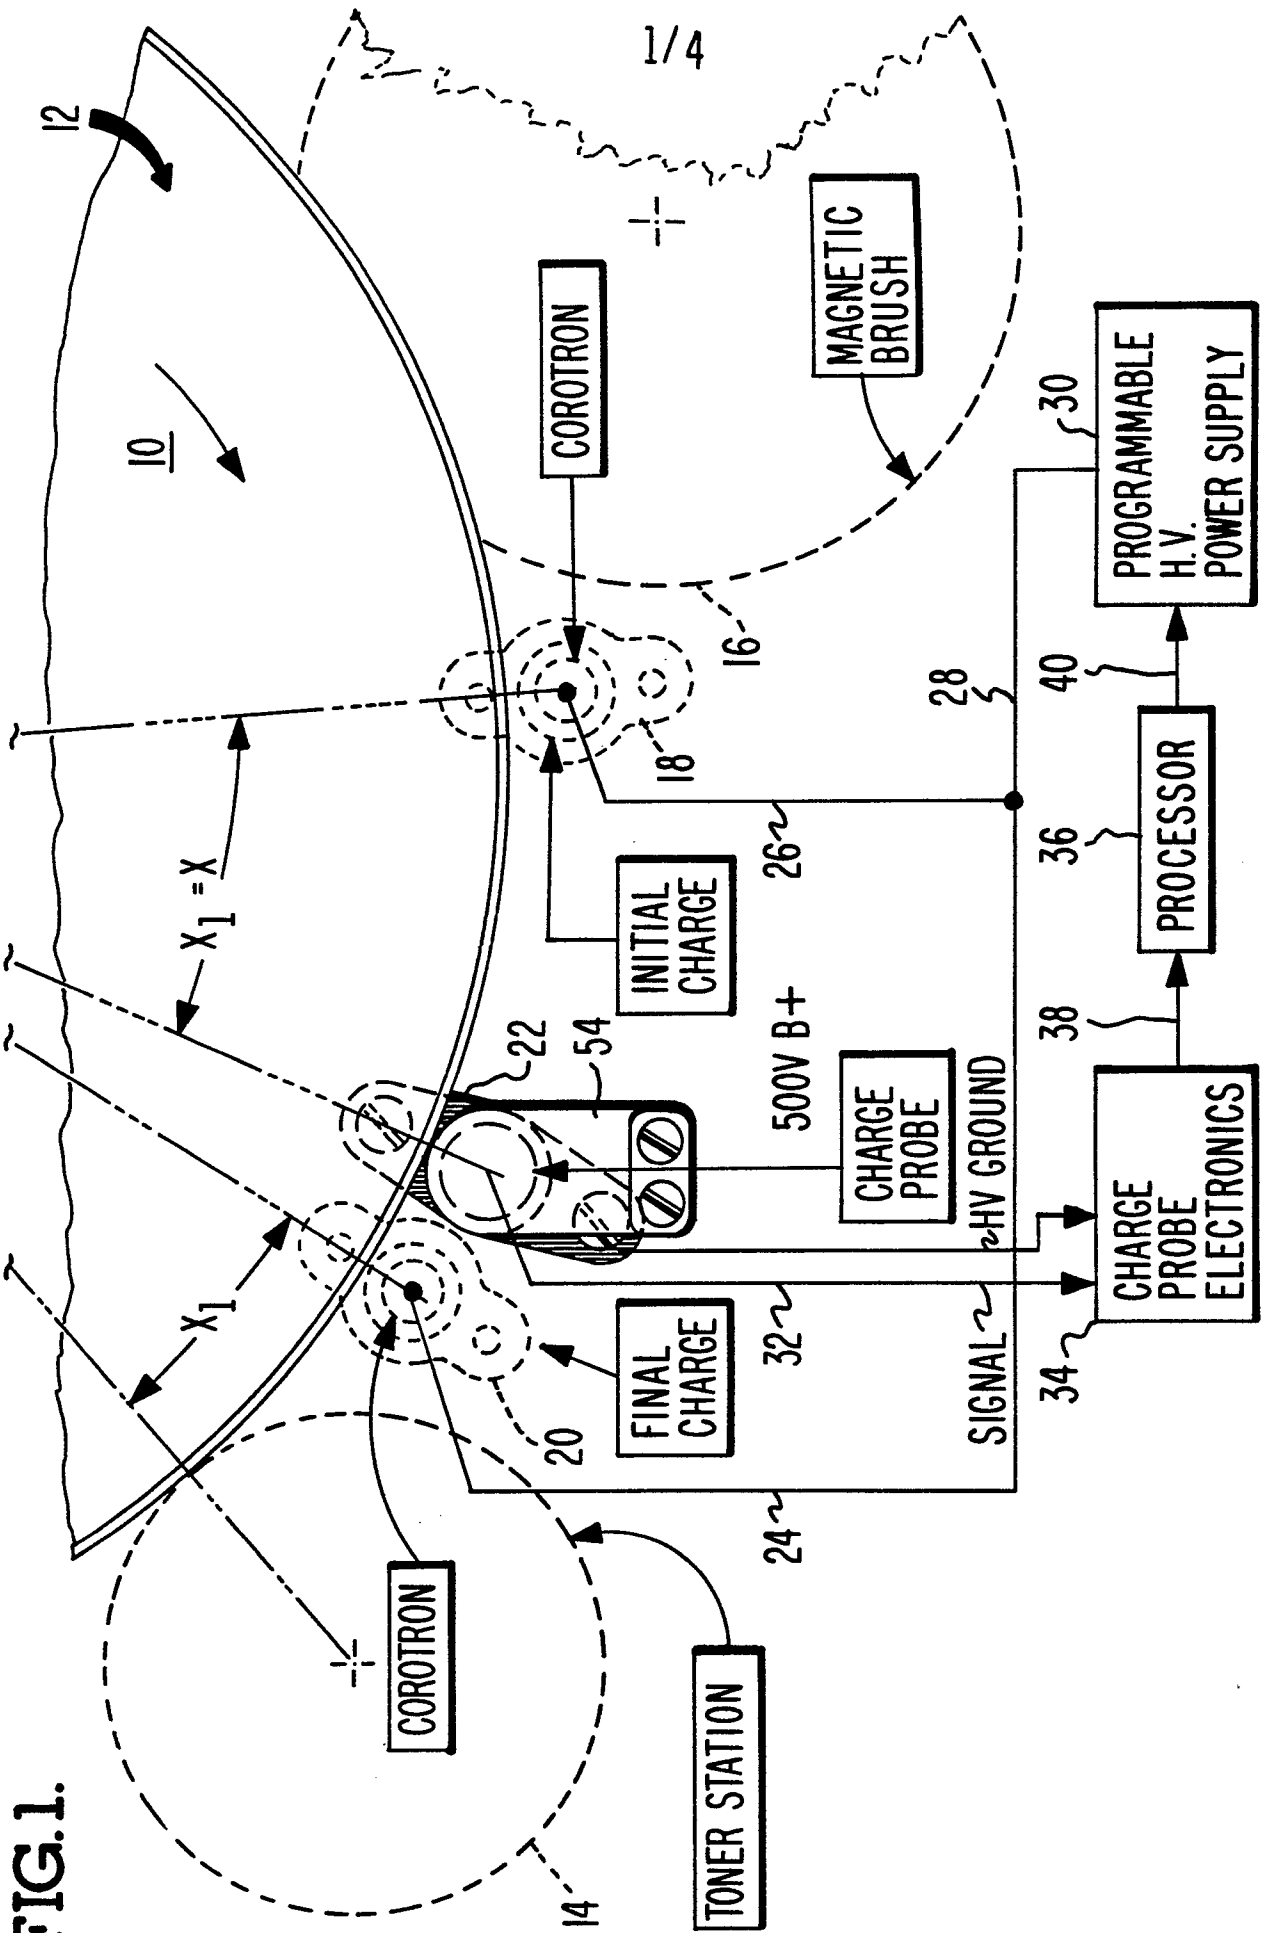 FIG.1.
1/4
12
10
X1
X1 = X
COROTRON
COROTRON
MAGNETIC
BRUSH
16
18
INITIAL
CHARGE
26
28
22
54
500V B+
CHARGE
PROBE
HV GROUND
FINAL
CHARGE
20
32
SIGNAL
24
14
TONER STATION
34
CHARGE
PROBE
ELECTRONICS
38
36
PROCESSOR
40
30
PROGRAMMABLE
H.V.
POWER SUPPLY